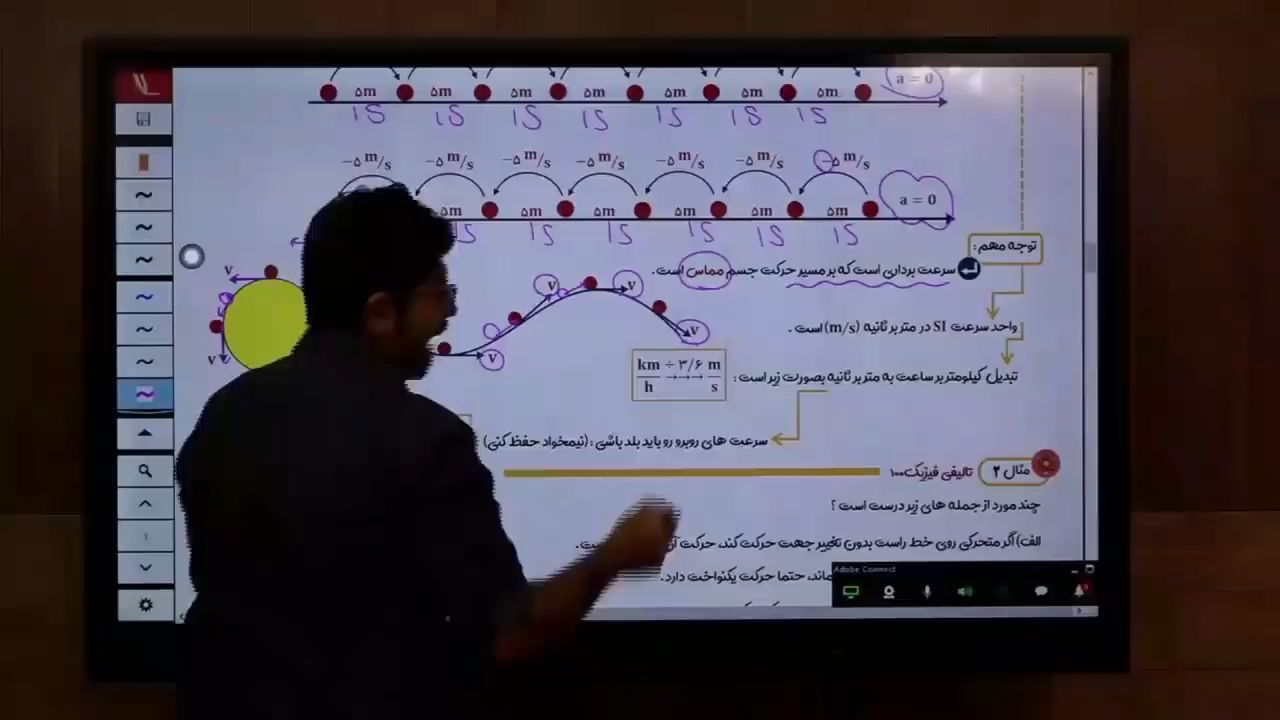 ۵m ۵m ۵m ۵m ۵m ۵m ۵m a = 0
1S 1S 1S 1S 1S 1S 1S
−۵ m/s −۵ m/s −۵ m/s −۵ m/s −۵ m/s −۵ m/s −۵ m/s
۵m ۵m ۵m ۵m ۵m ۵m a = 0
1S 1S 1S 1S 1S 1S
توجه مهم :
سرعت برداری است که بر مسیر حرکت جسم مماس است .
v v v v v v
واحد سرعت SI در متر بر ثانیه (m/s) است .
تبدیل کیلومتر بر ساعت به متر بر ثانیه بصورت زیر است : km/h ÷ ۳/۶ →→→ m/s
سرعت های روبرو رو باید بلد باشی : (نیمخواد حفظ کنی)
مثال ۲ تالیفی فیزیک ۱۰۰
چند مورد از جمله های زیر درست است ؟
الف) اگر متحرکی روی خط راست بدون تغییر جهت حرکت کند، حرکت
ماند، حتما حرکت یکنواخت دارد.
Adobe Connect